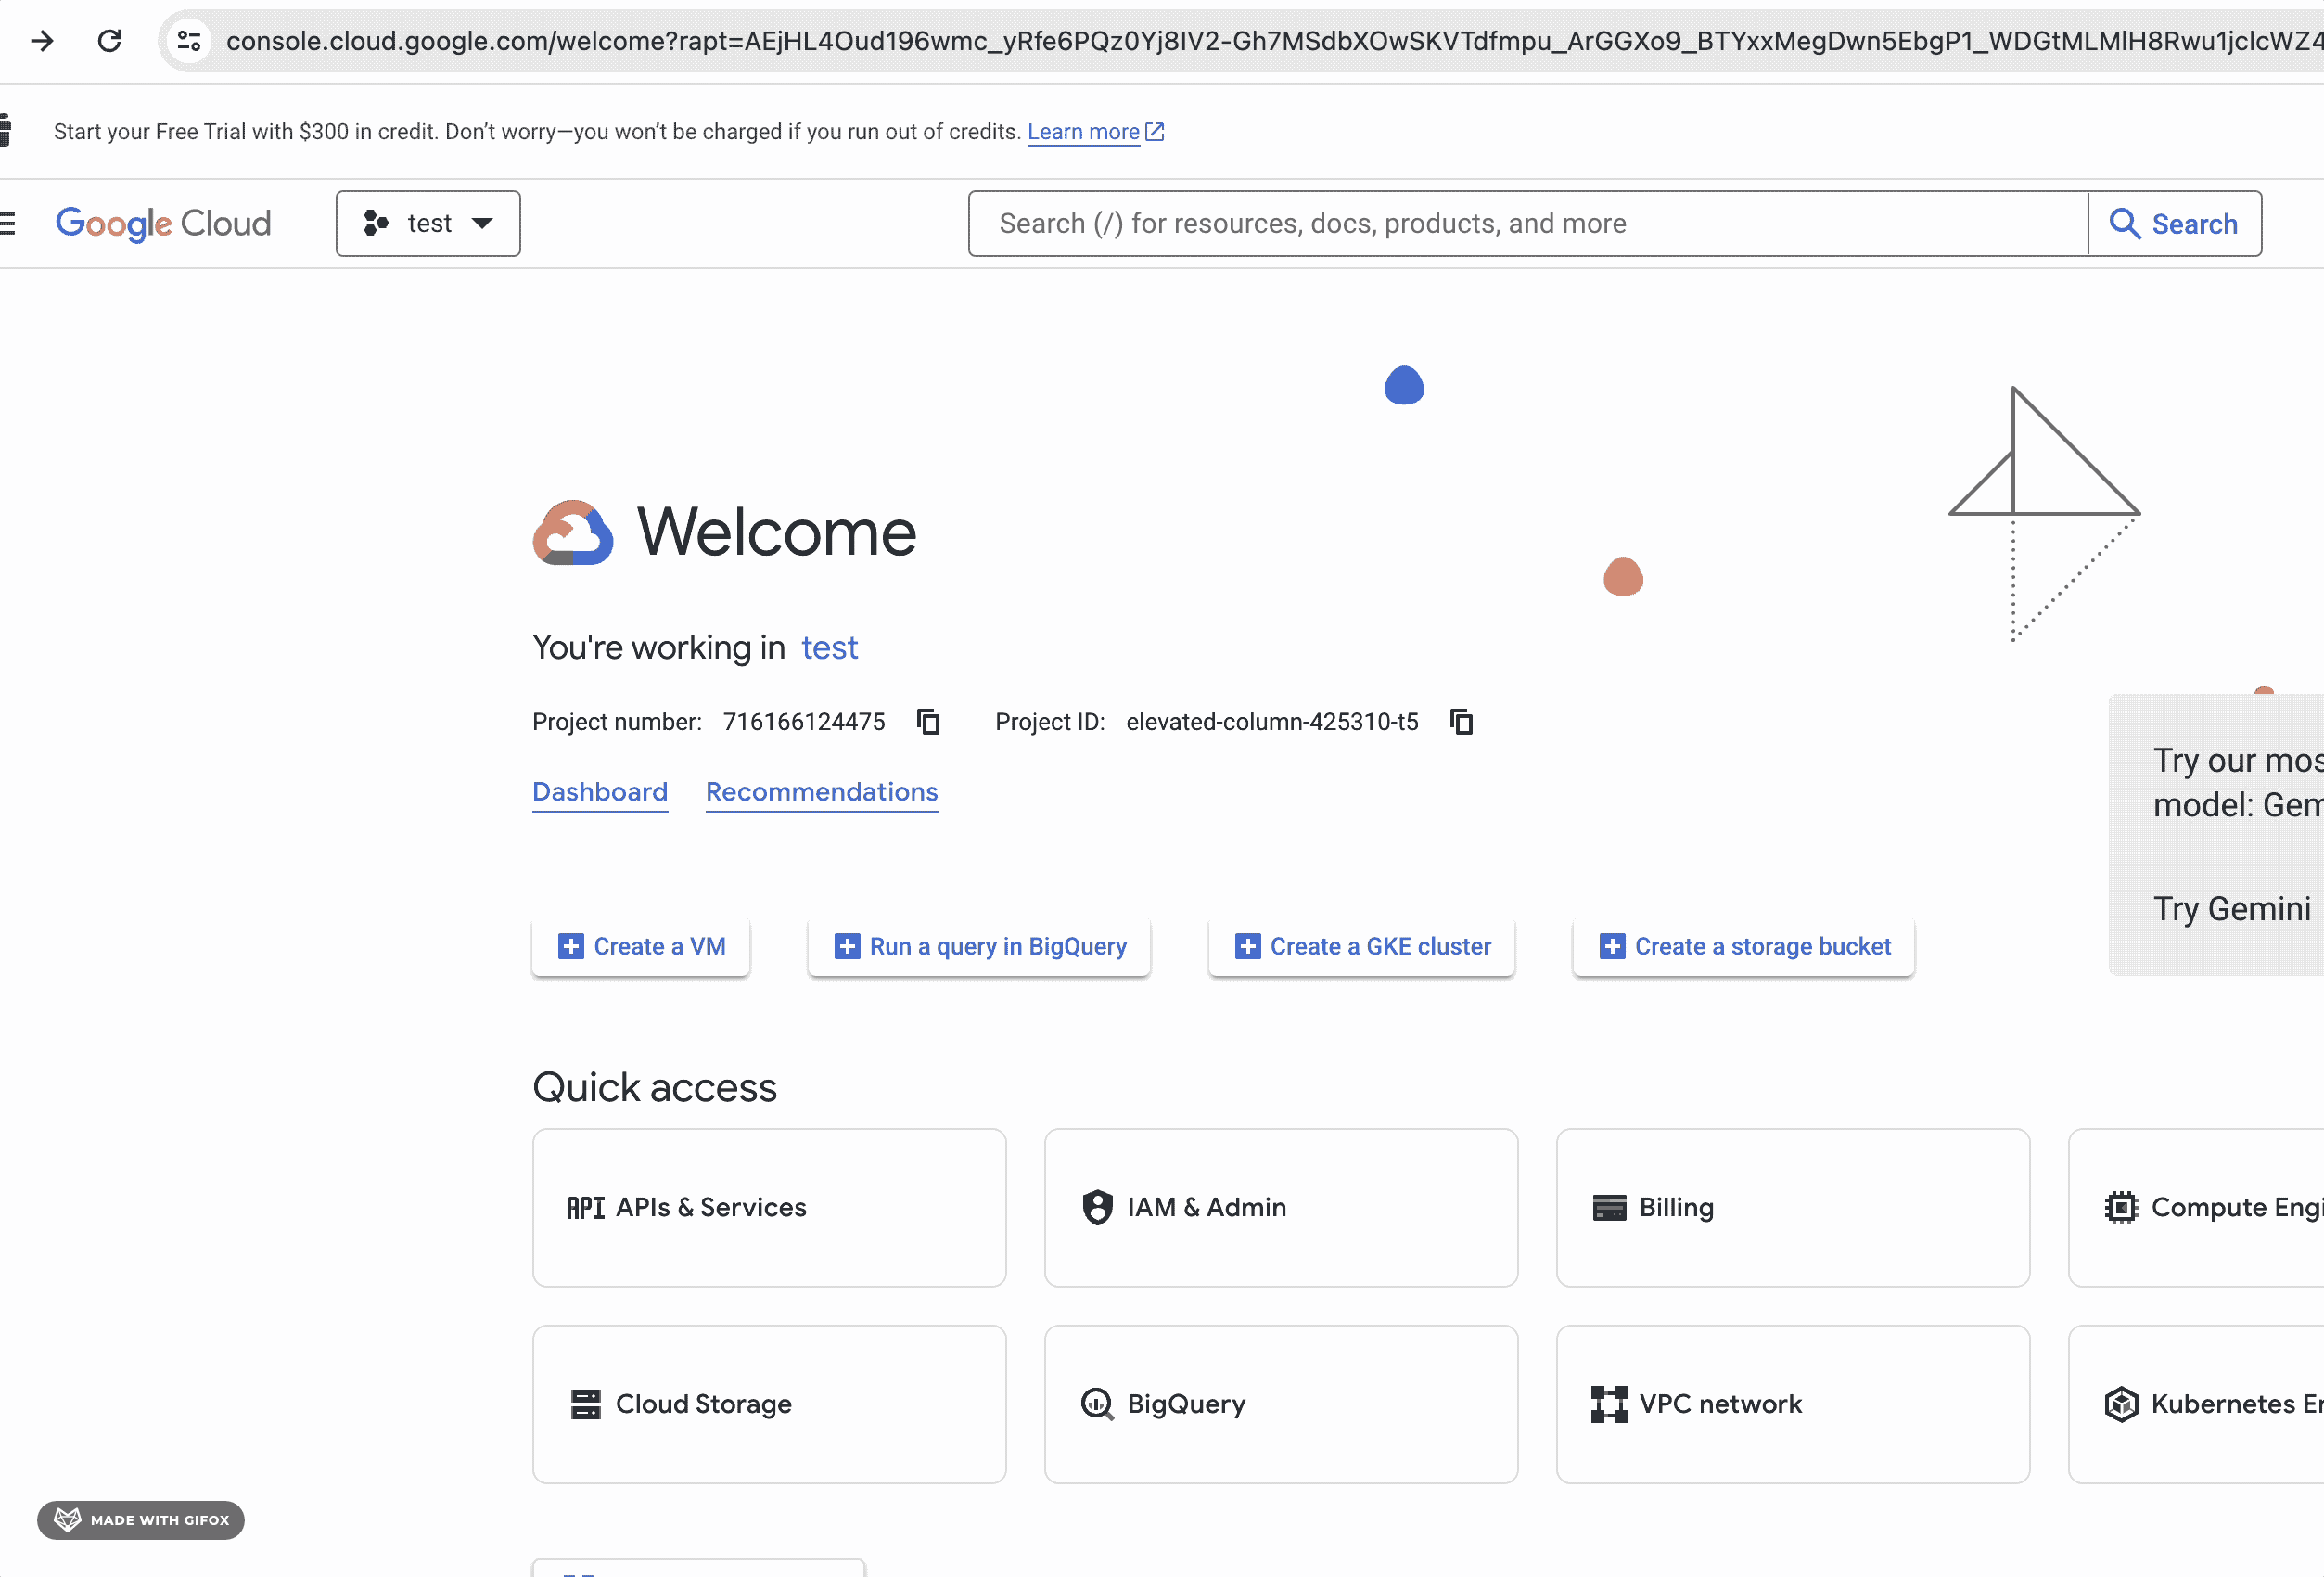 console.cloud.google.com/welcome?rapt=AEjHL4Oud196wmc_yRfe6PQz0Yj8IV2-Gh7MSdbXOwSKVTdfmpu_ArGGXo9_BTYxxMegDwn5EbgP1_WDGtMLMlH8Rwu1jclcWZ4
Start your Free Trial with $300 in credit. Don’t worry—you won’t be charged if you run out of credits. Learn more
Google Cloud test Search (/) for resources, docs, products, and more Search
Welcome
You're working in test
Project number: 716166124475 Project ID: elevated-column-425310-t5
Try our mos
model: Gem
Dashboard Recommendations
Try Gemini
Create a VM Run a query in BigQuery Create a GKE cluster Create a storage bucket
Quick access
API APIs & Services IAM & Admin Billing Compute Engi
Cloud Storage BigQuery VPC network Kubernetes En
MADE WITH GIFOX